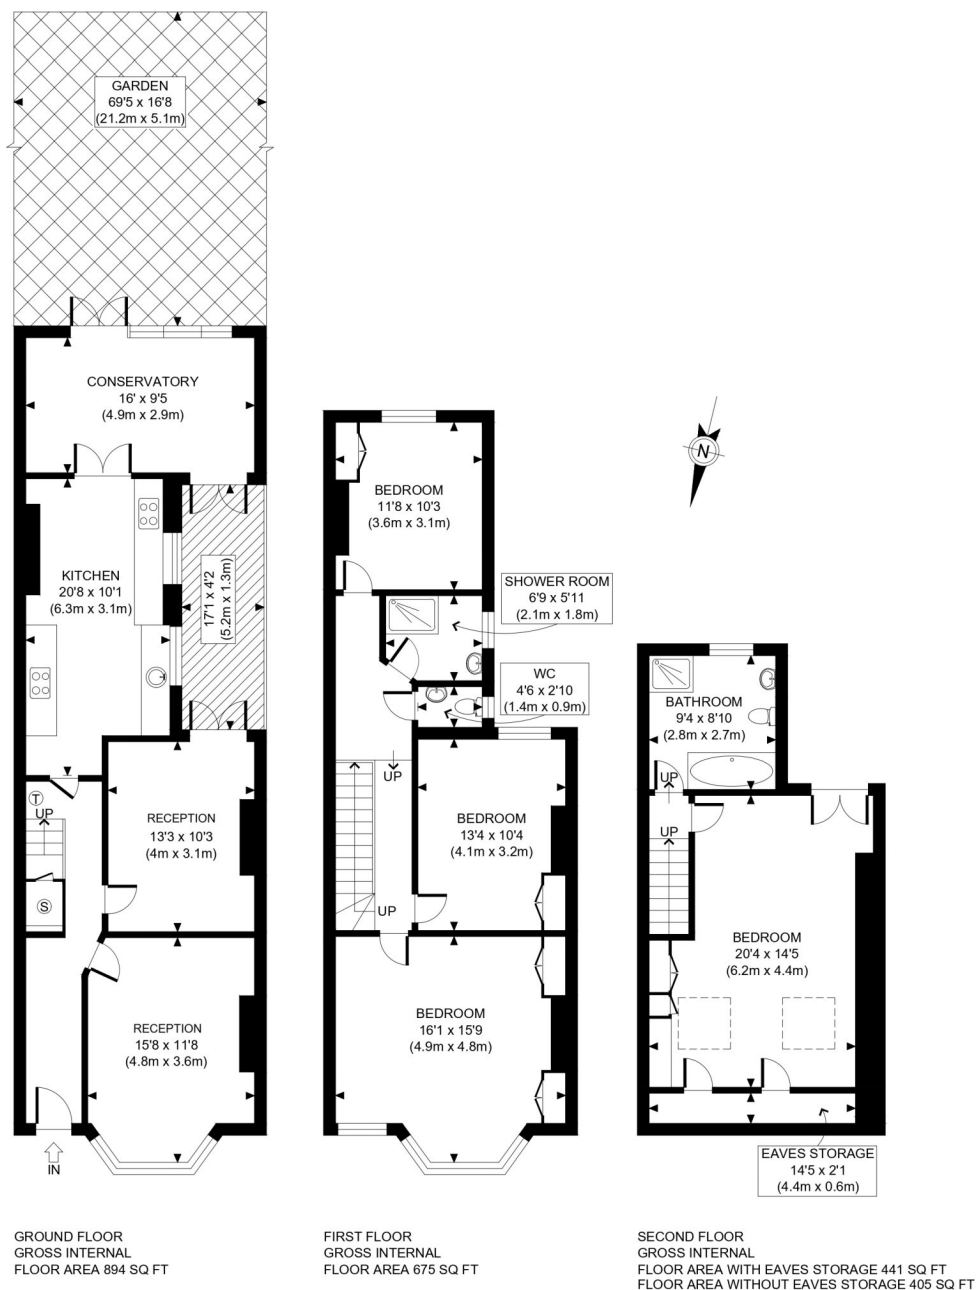 GARDEN
69'5 x 16'8
(21.2m x 5.1m)
CONSERVATORY
16' x 9'5
(4.9m x 2.9m)
KITCHEN
20'8 x 10'1
(6.3m x 3.1m)
17'1 x 4'2
(5.2m x 1.3m)
T
UP
S
RECEPTION
13'3 x 10'3
(4m x 3.1m)
RECEPTION
15'8 x 11'8
(4.8m x 3.6m)
IN
GROUND FLOOR
GROSS INTERNAL
FLOOR AREA 894 SQ FT
BEDROOM
11'8 x 10'3
(3.6m x 3.1m)
SHOWER ROOM
6'9 x 5'11
(2.1m x 1.8m)
WC
4'6 x 2'10
(1.4m x 0.9m)
UP
BEDROOM
13'4 x 10'4
(4.1m x 3.2m)
UP
BEDROOM
16'1 x 15'9
(4.9m x 4.8m)
FIRST FLOOR
GROSS INTERNAL
FLOOR AREA 675 SQ FT
N
BATHROOM
9'4 x 8'10
(2.8m x 2.7m)
UP
UP
BEDROOM
20'4 x 14'5
(6.2m x 4.4m)
EAVES STORAGE
14'5 x 2'1
(4.4m x 0.6m)
SECOND FLOOR
GROSS INTERNAL
FLOOR AREA WITH EAVES STORAGE 441 SQ FT
FLOOR AREA WITHOUT EAVES STORAGE 405 SQ FT